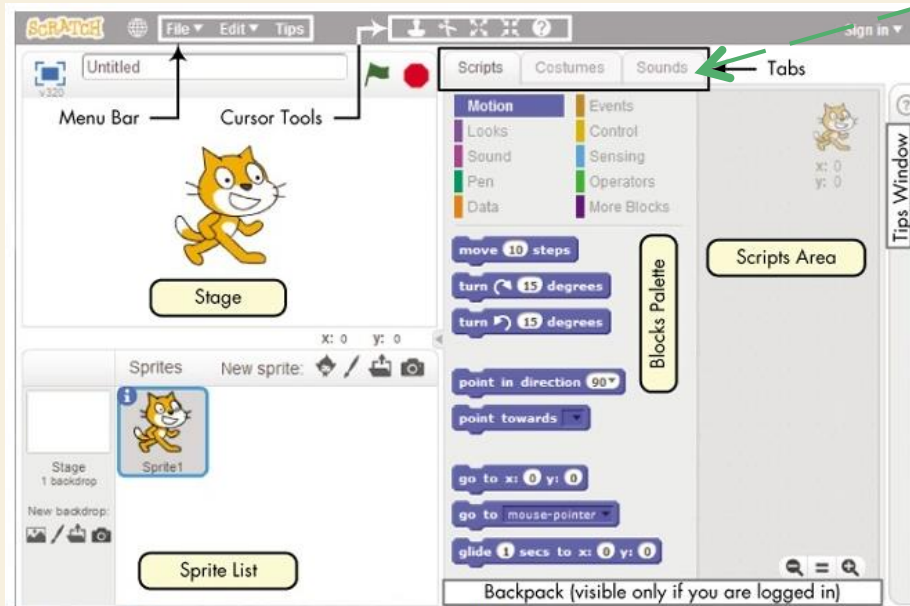 SCRATCH File Edit Tips Sign in
Untitled
v320
Menu Bar
Cursor Tools
Stage
x: 0 y: 0
Sprites New sprite:
Sprite1
Stage
1 backdrop
New backdrop:
Sprite List
Scripts Costumes Sounds
Tabs
Motion Events
Looks Control
Sound Sensing
Pen Operators
Data More Blocks
move 10 steps
turn 15 degrees
turn 15 degrees
point in direction 90
point towards
go to x: 0 y: 0
go to mouse-pointer
glide 1 secs to x: 0 y: 0
Blocks Palette
x: 0
y: 0
Scripts Area
?
Tips Window
Backpack (visible only if you are logged in)